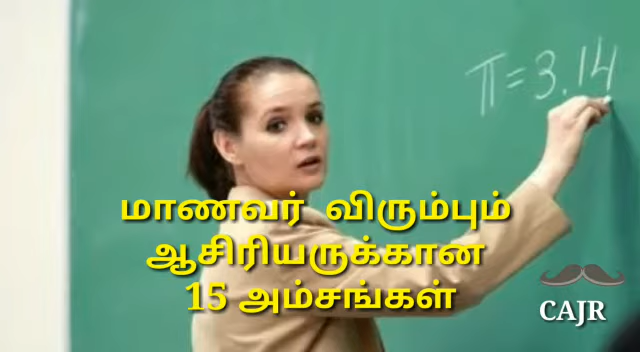 π=3.14
மாணவர் விரும்பும்
ஆசிரியருக்கான
15 அம்சங்கள்
CAJR